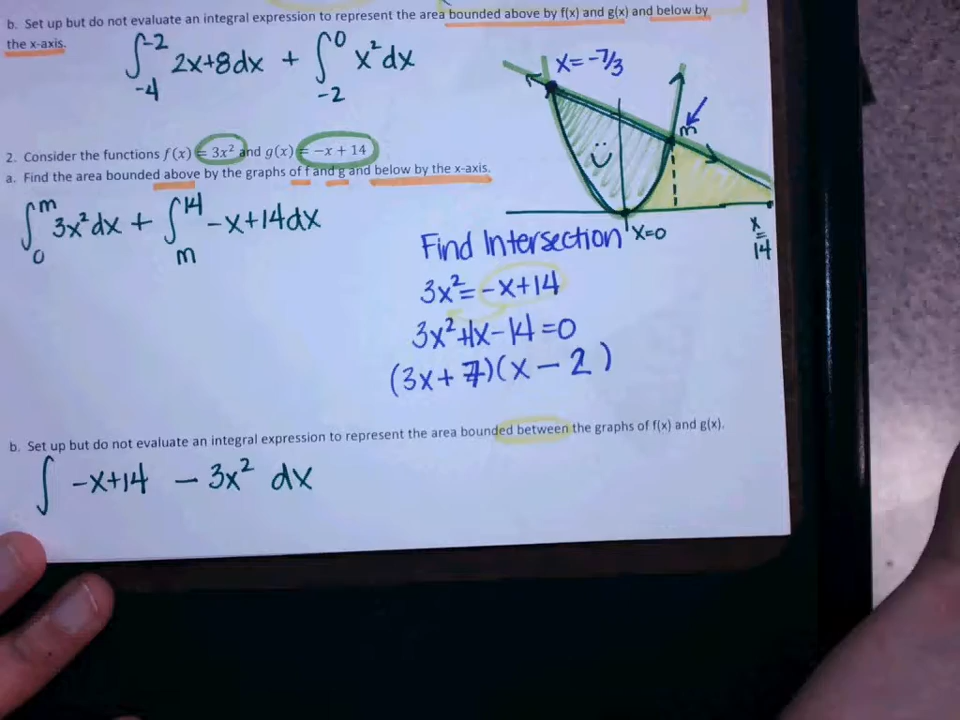 b. Set up but do not evaluate an integral expression to represent the area bounded above by f(x) and g(x) and below by
the x-axis.
∫₋₄⁻² 2x+8dx + ∫₋₂⁰ x²dx
x=-7/3
2. Consider the functions f(x) = 3x² and g(x) = -x + 14
a. Find the area bounded above by the graphs of f and g and below by the x-axis.
m
∫₀ᵐ 3x²dx + ∫ₘ¹⁴ -x+14dx
x=0
x=14
Find Intersection
3x²=-x+14
3x²+1x-14=0
(3x+7)(x-2)
b. Set up but do not evaluate an integral expression to represent the area bounded between the graphs of f(x) and g(x).
∫ -x+14 - 3x² dx